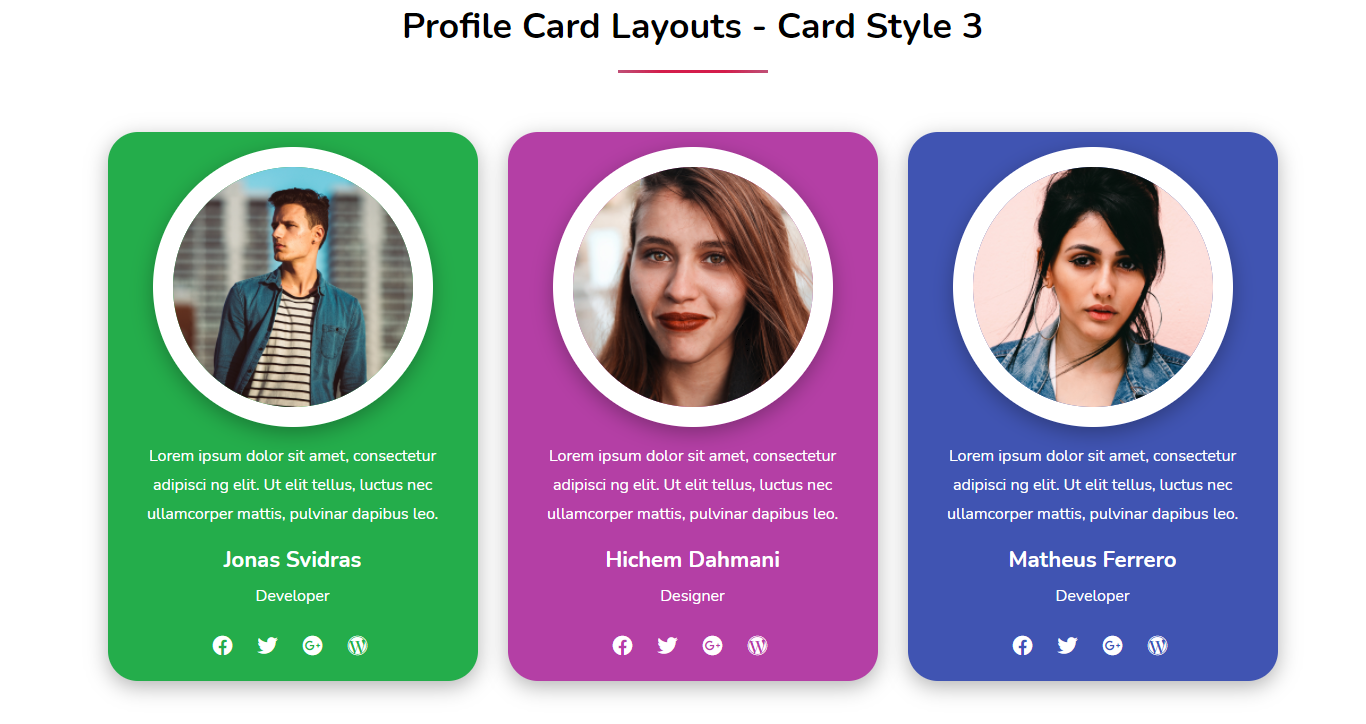 Profile Card Layouts - Card Style 3
Lorem ipsum dolor sit amet, consectetur
adipisci ng elit. Ut elit tellus, luctus nec
ullamcorper mattis, pulvinar dapibus leo.
Jonas Svidras
Developer
Lorem ipsum dolor sit amet, consectetur
adipisci ng elit. Ut elit tellus, luctus nec
ullamcorper mattis, pulvinar dapibus leo.
Hichem Dahmani
Designer
Lorem ipsum dolor sit amet, consectetur
adipisci ng elit. Ut elit tellus, luctus nec
ullamcorper mattis, pulvinar dapibus leo.
Matheus Ferrero
Developer